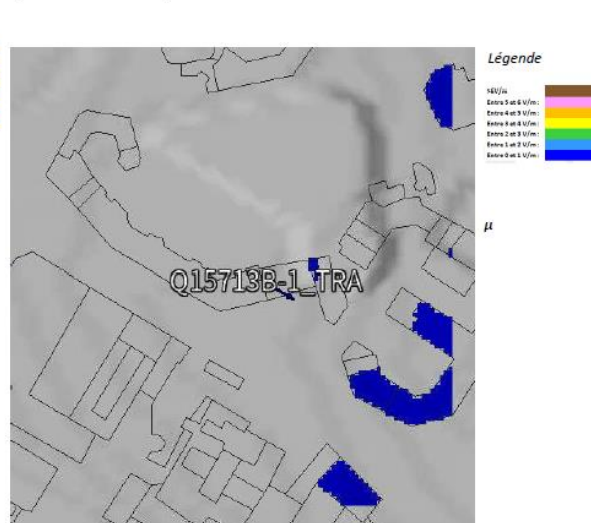 Légende
>6V/m
Entre 5 et 6 V/m :
Entre 4 et 5 V/m :
Entre 3 et 4 V/m :
Entre 2 et 3 V/m :
Entre 1 et 2 V/m :
Entre 0 et 1 V/m :
µ
Q15713B-1_TRA